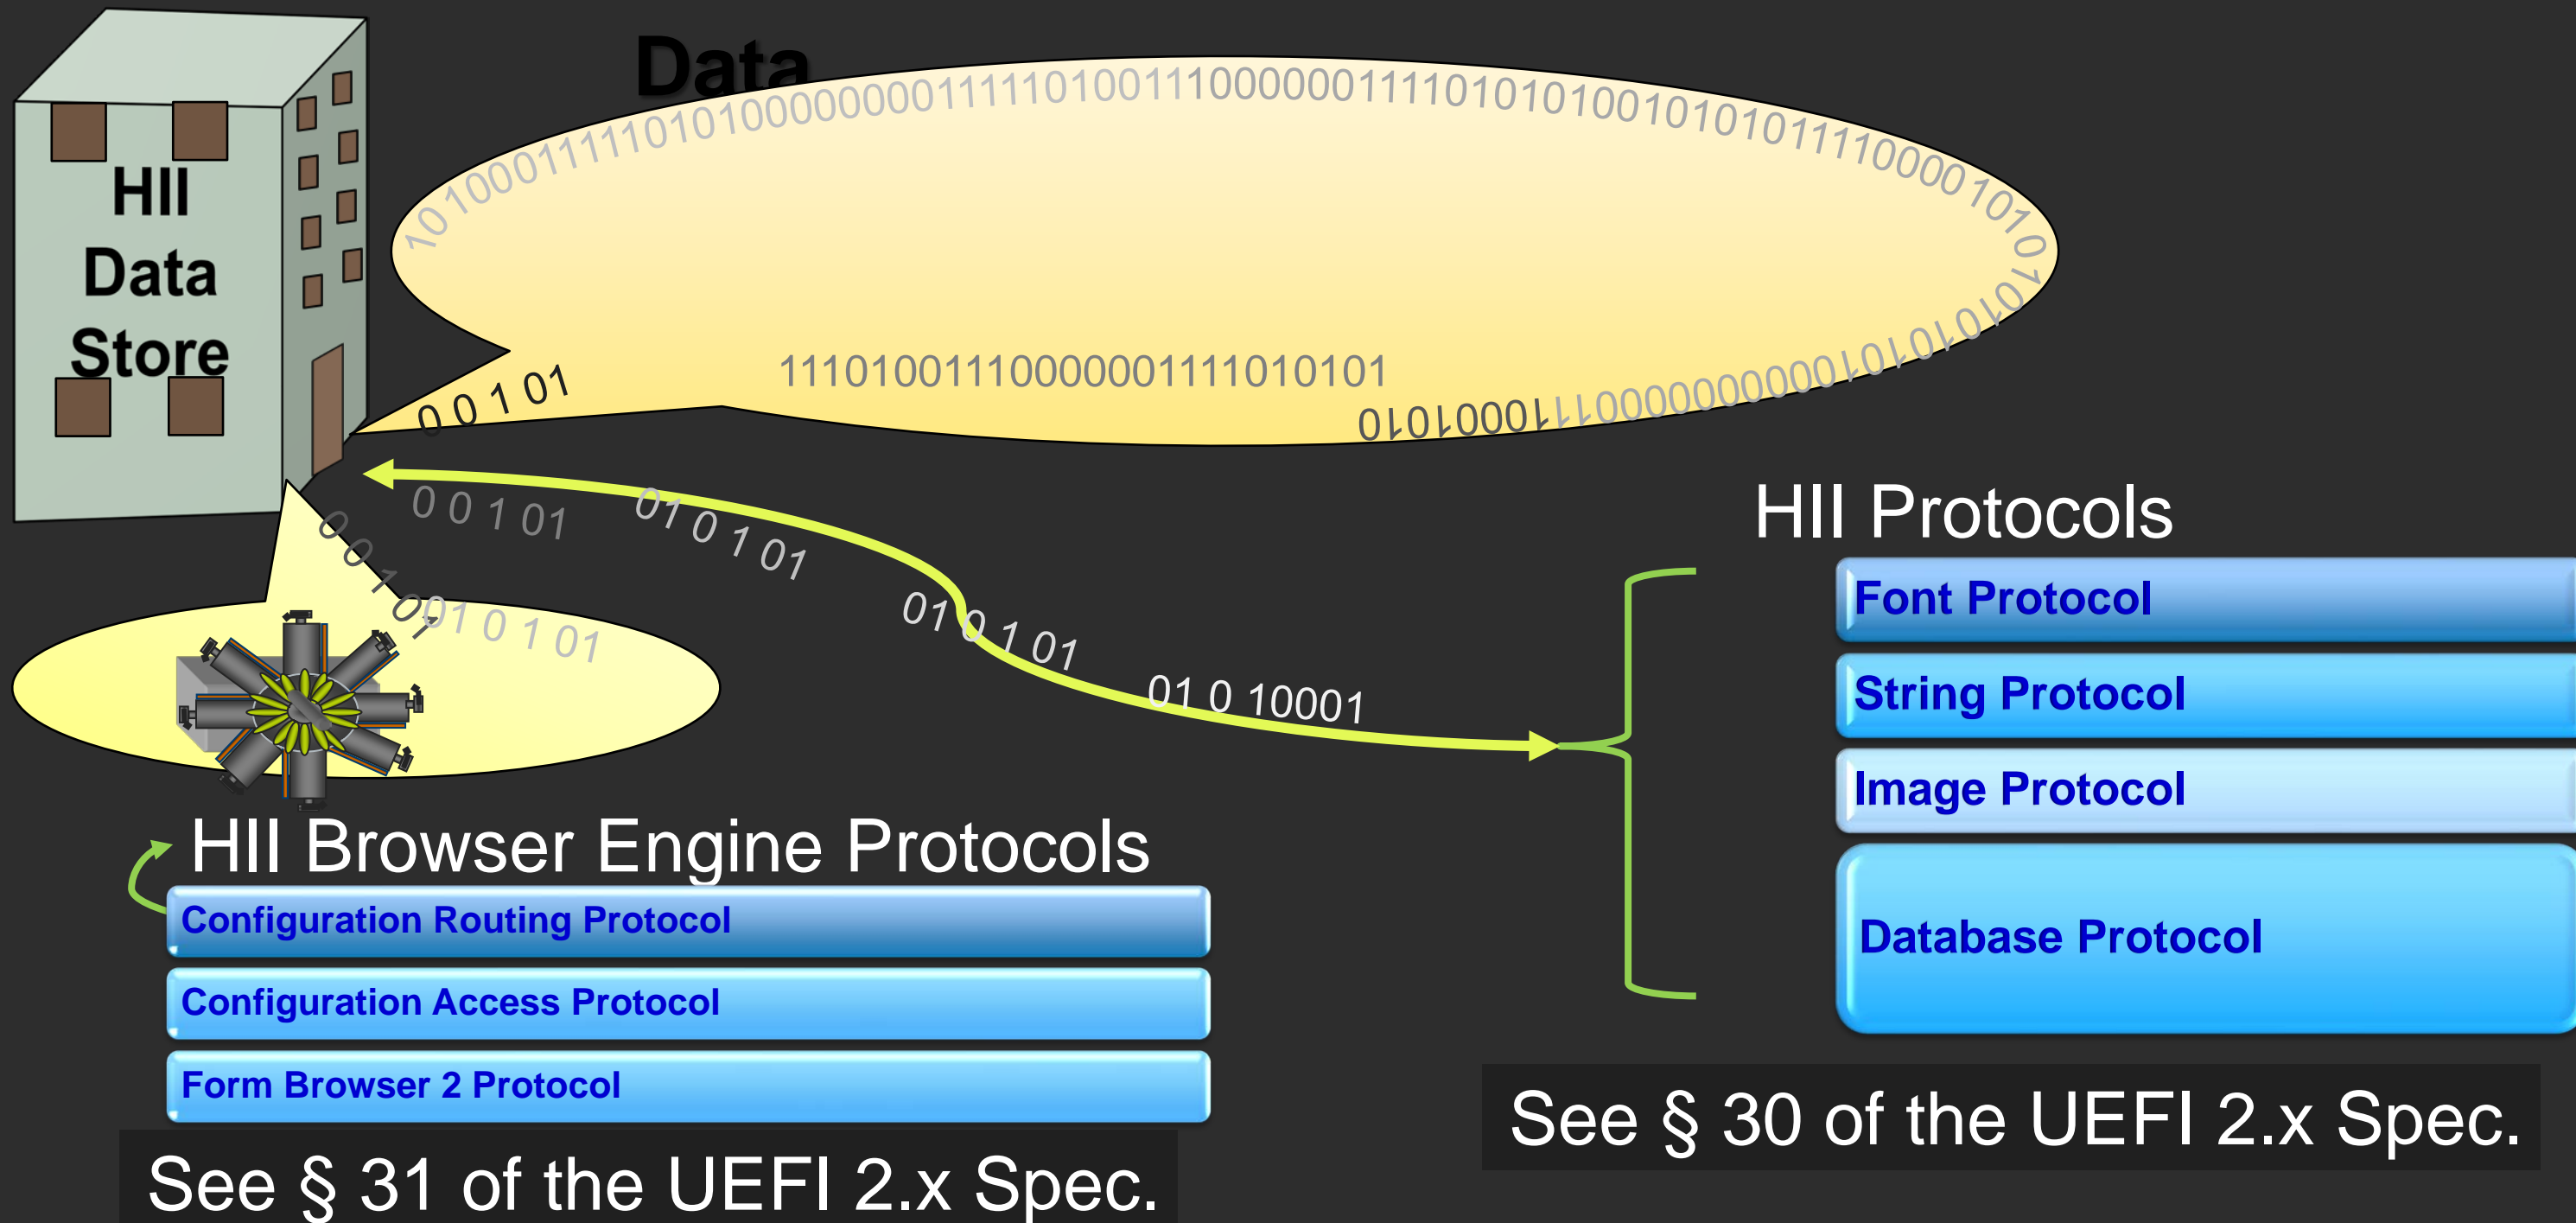 Data
HII
Data
Store
0 0 1 01
11101001110000001111010101
0 0 1 01
01 0 1 01
01 0 1 01
01 0 10001
0 0 1 01
01 0 1 01
HII Protocols
Font Protocol
String Protocol
Image Protocol
Database Protocol
See § 30 of the UEFI 2.x Spec.
HII Browser Engine Protocols
Configuration Routing Protocol
Configuration Access Protocol
Form Browser 2 Protocol
See § 31 of the UEFI 2.x Spec.